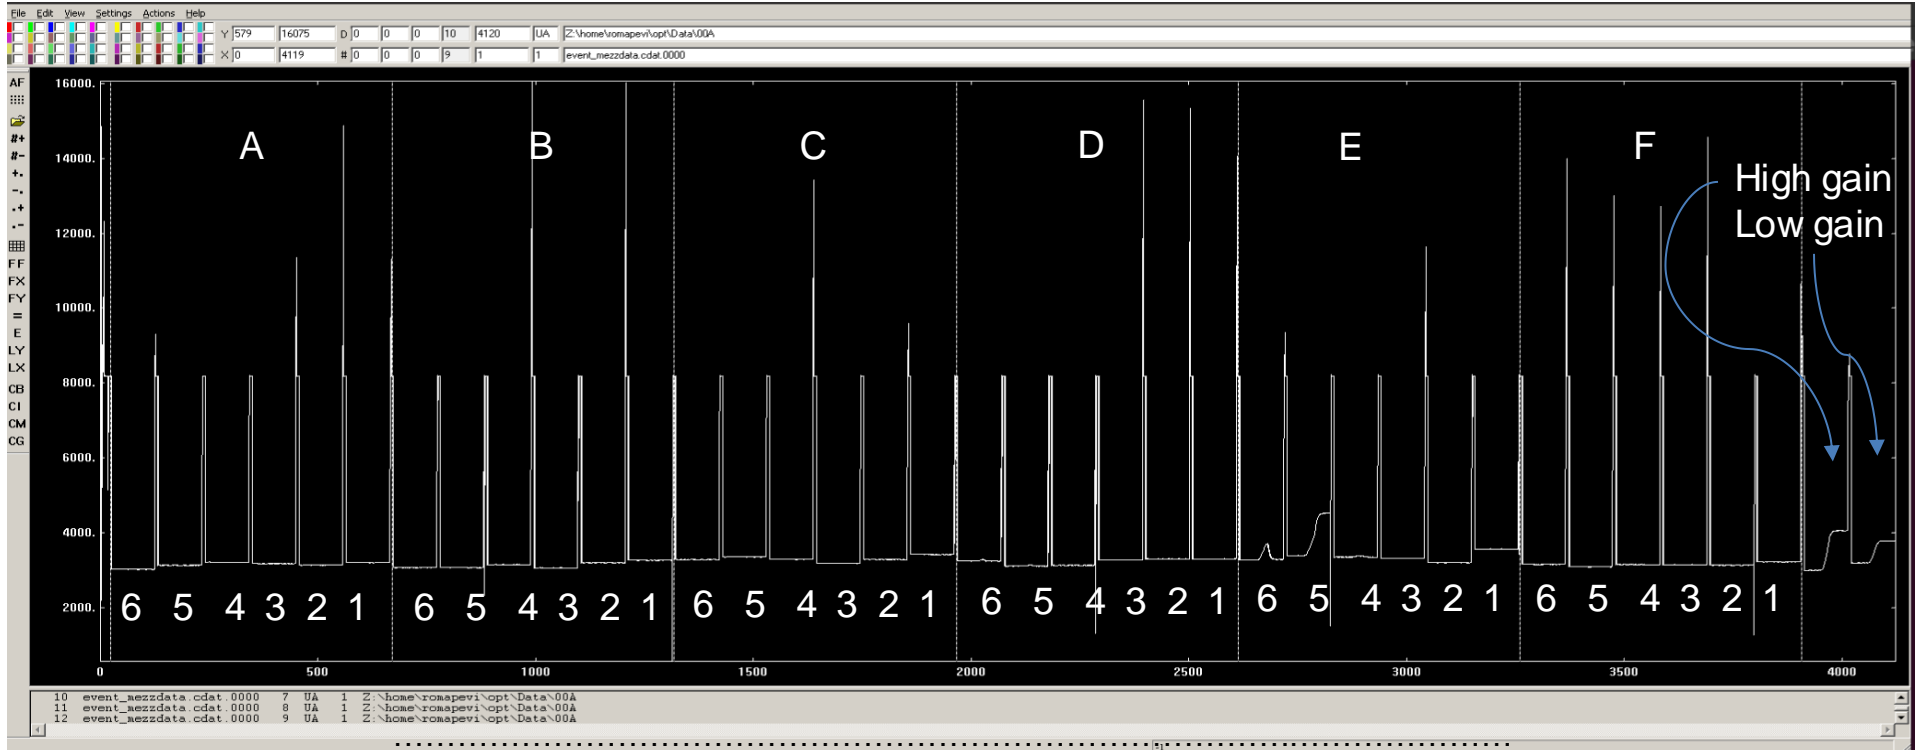 File Edit View Settings Actions Help
Y 579 16075 D 0 0 0 10 4120 UA Z:\home\romapevi\opt\Data\00A
X 0 4119 # 0 0 0 9 1 1 event_mezzdata.cdat.0000
AF
#+
#-
+.
-.
.+
.-
FF
FX
FY
=
E
LY
LX
CB
CI
CM
CG
16000.
14000.
12000.
10000.
8000.
6000.
4000.
2000.
A B C D E F
High gain
Low gain
6 5 4 3 2 1 6 5 4 3 2 1 6 5 4 3 2 1 6 5 4 3 2 1 6 5 4 3 2 1 6 5 4 3 2 1
0 500 1000 1500 2000 2500 3000 3500 4000
10 event_mezzdata.cdat.0000 7 UA 1 Z:\home\romapevi\opt\Data\00A
11 event_mezzdata.cdat.0000 8 UA 1 Z:\home\romapevi\opt\Data\00A
12 event_mezzdata.cdat.0000 9 UA 1 Z:\home\romapevi\opt\Data\00A